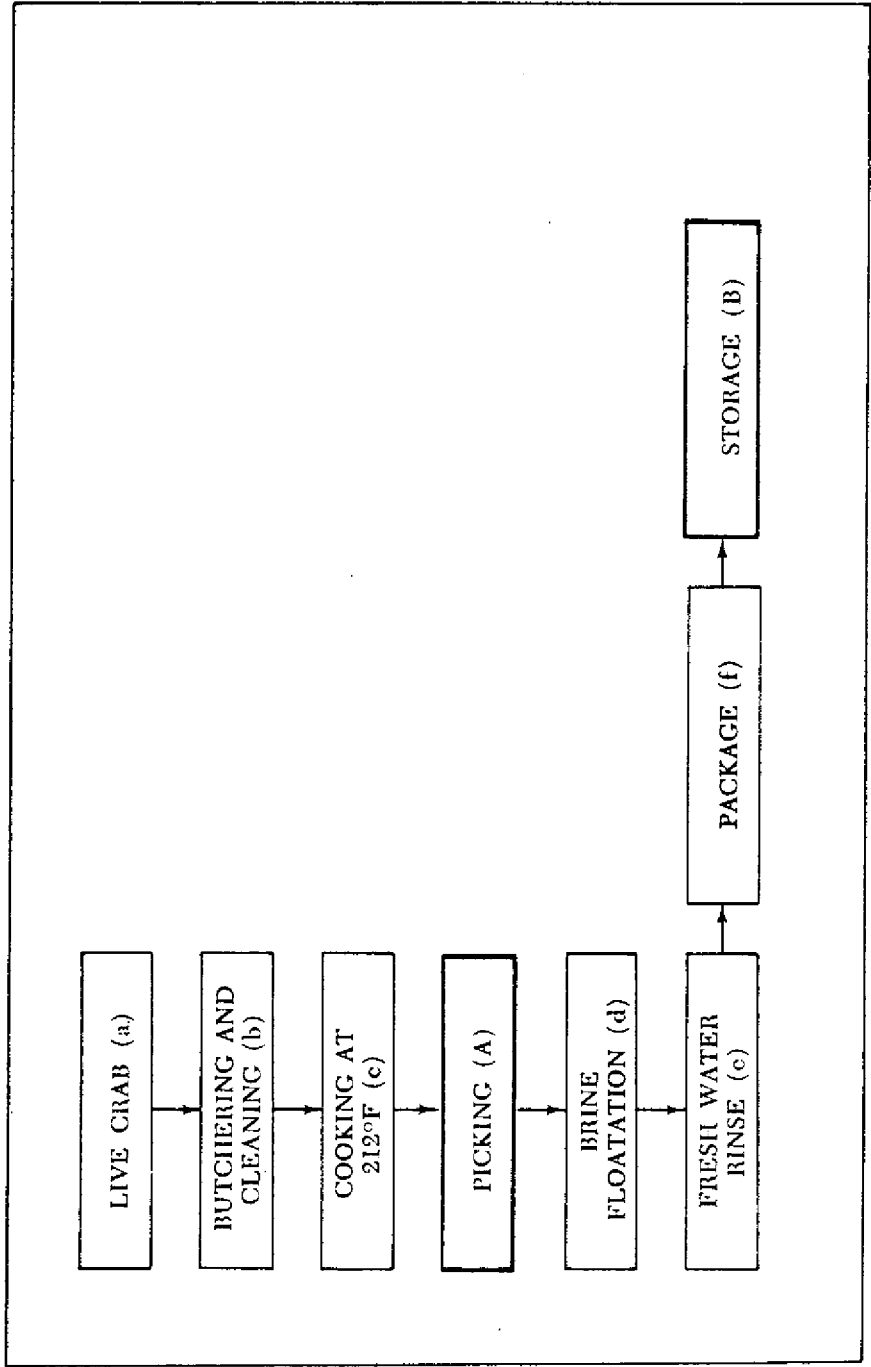 LIVE CRAB (a)
BUTCHERING AND
CLEANING (b)
COOKING AT
212°F (c)
PICKING (A)
BRINE
FLOATATION (d)
FRESH WATER
RINSE (c)
PACKAGE (f)
STORAGE (B)